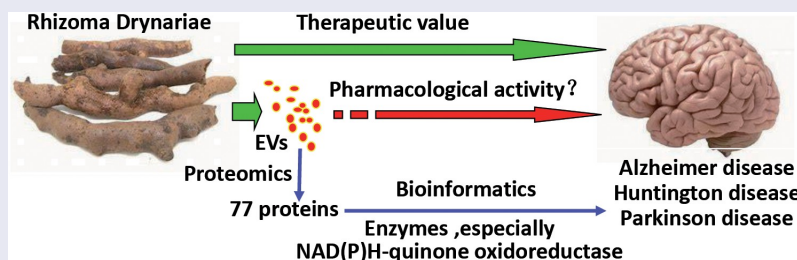 Rhizoma Drynariae
Therapeutic value
Pharmacological activity?
EVs
Proteomics
77 proteins
Bioinformatics
Enzymes ,especially
NAD(P)H-quinone oxidoreductase
Alzheimer disease
Huntington disease
Parkinson disease